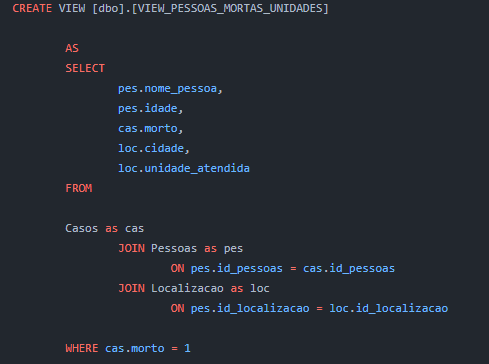 CREATE VIEW [dbo].[VIEW_PESSOAS_MORTAS_UNIDADES]
AS
SELECT
pes.nome_pessoa,
pes.idade,
cas.morto,
loc.cidade,
loc.unidade_atendida
FROM
Casos as cas
JOIN Pessoas as pes
ON pes.id_pessoas = cas.id_pessoas
JOIN Localizacao as loc
ON pes.id_localizacao = loc.id_localizacao
WHERE cas.morto = 1